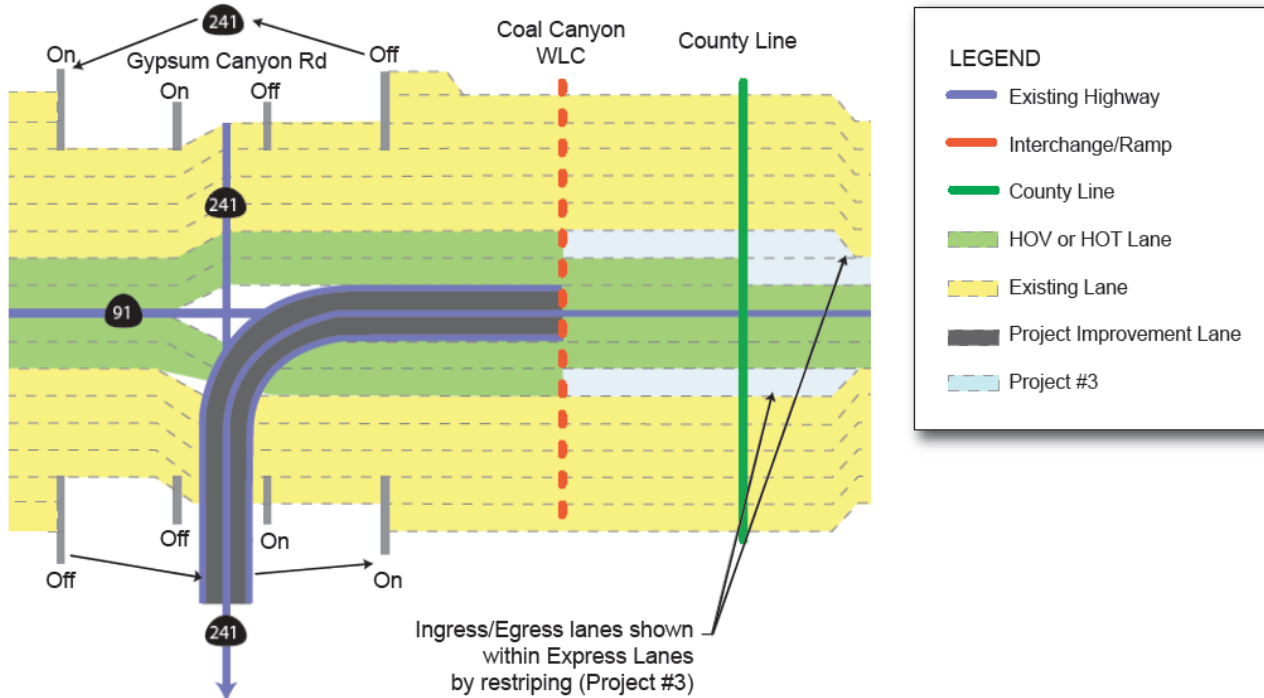 241
On
Off
Gypsum Canyon Rd
On
Off
Coal Canyon
WLC
County Line
241
91
Off
Off
On
On
241
Ingress/Egress lanes shown
within Express Lanes
by restriping (Project #3)
LEGEND
Existing Highway
Interchange/Ramp
County Line
HOV or HOT Lane
Existing Lane
Project Improvement Lane
Project #3